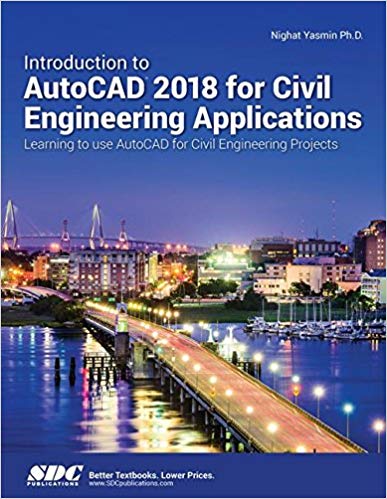 Nighat Yasmin Ph.D.
Introduction to
AutoCAD® 2018 for Civil
Engineering Applications
Learning to use AutoCAD for Civil Engineering Projects
SDC
PUBLICATIONS
Better Textbooks. Lower Prices.
www.SDCpublications.com